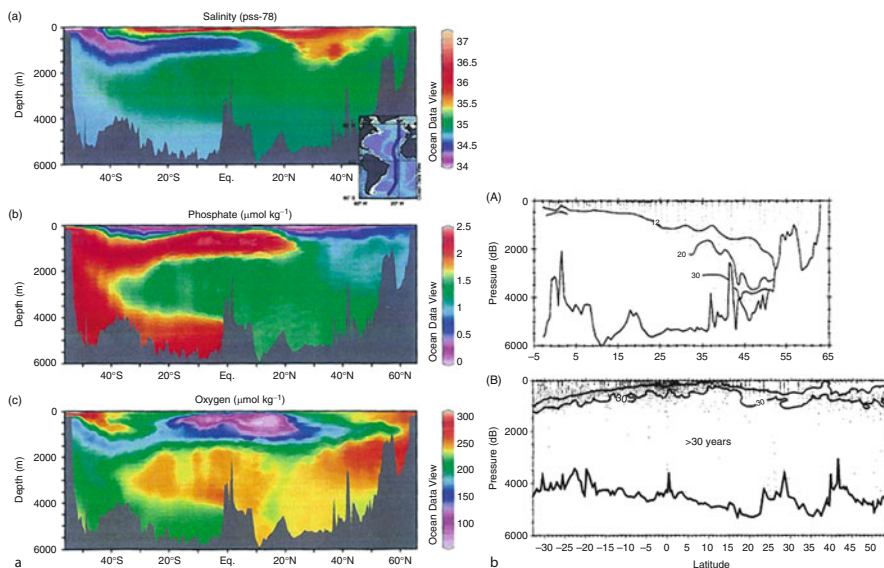 (a)
Salinity (pss-78)
0
2000
4000
6000
Depth (m)
40°S 20°S Eq. 20°N 40°N 60°N
37
36.5
36
35.5
35
34.5
34
Ocean Data View
(b)
Phosphate (μmol kg⁻¹)
0
2000
4000
6000
Depth (m)
40°S 20°S Eq. 20°N 40°N 60°N
2.5
2
1.5
1
0.5
0
Ocean Data View
(c)
Oxygen (μmol kg⁻¹)
0
2000
4000
6000
Depth (m)
40°S 20°S Eq. 20°N 40°N 60°N
300
250
200
150
100
Ocean Data View
a
(A)
0
2000
4000
6000
Pressure (dB)
12
20
30
-5 5 15 25 35 45 55 65
(B)
0
2000
4000
6000
Pressure (dB)
30
30
>30 years
-30 -25 -20 -15 -10 -5 0 5 10 15 20 25 30 35 40 45 50
Latitude
b